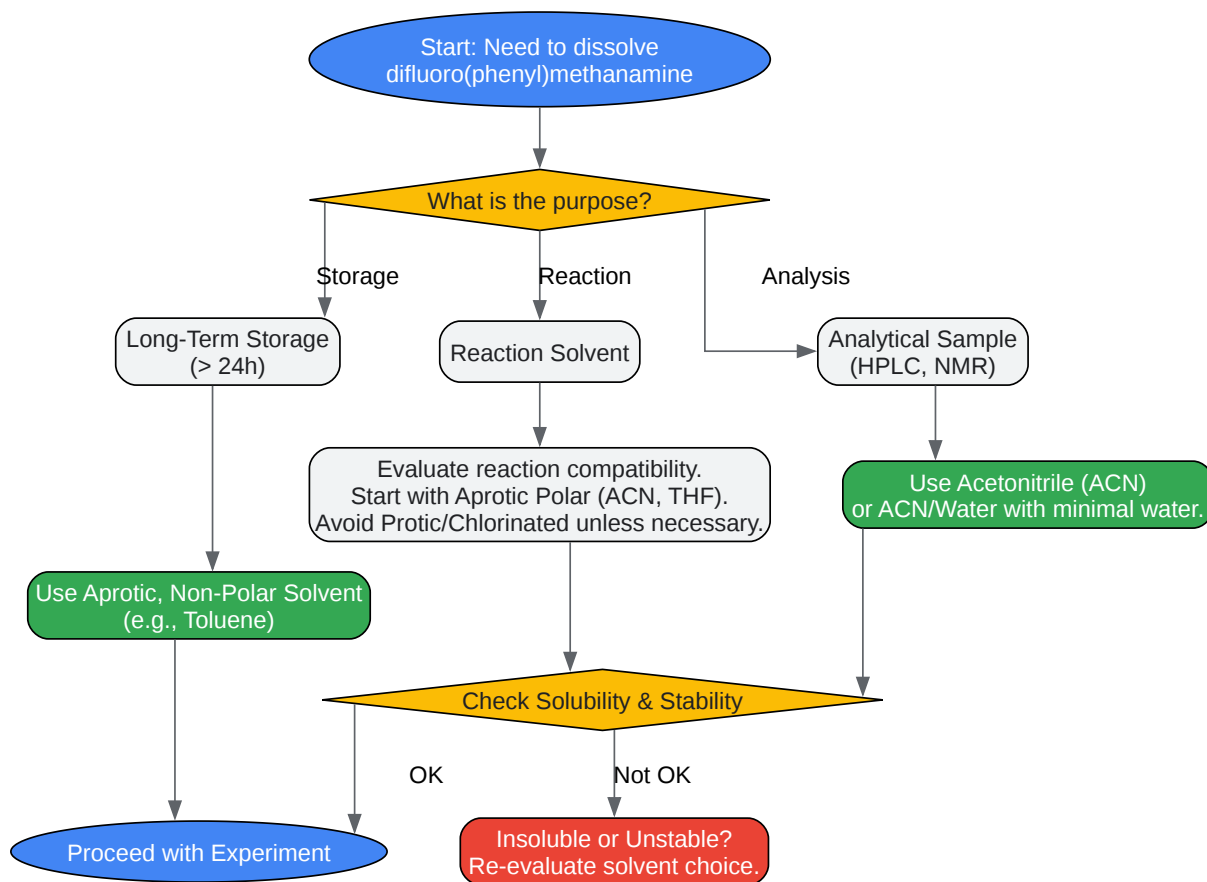 Start: Need to dissolve
difluoro(phenyl)methanamine
What is the purpose?
Storage
Reaction
Analysis
Long-Term Storage
(> 24h)
Reaction Solvent
Analytical Sample
(HPLC, NMR)
Evaluate reaction compatibility.
Start with Aprotic Polar (ACN, THF).
Avoid Protic/Chlorinated unless necessary.
Use Acetonitrile (ACN)
or ACN/Water with minimal water.
Use Aprotic, Non-Polar Solvent
(e.g., Toluene)
Check Solubility & Stability
OK
Not OK
Proceed with Experiment
Insoluble or Unstable?
Re-evaluate solvent choice.